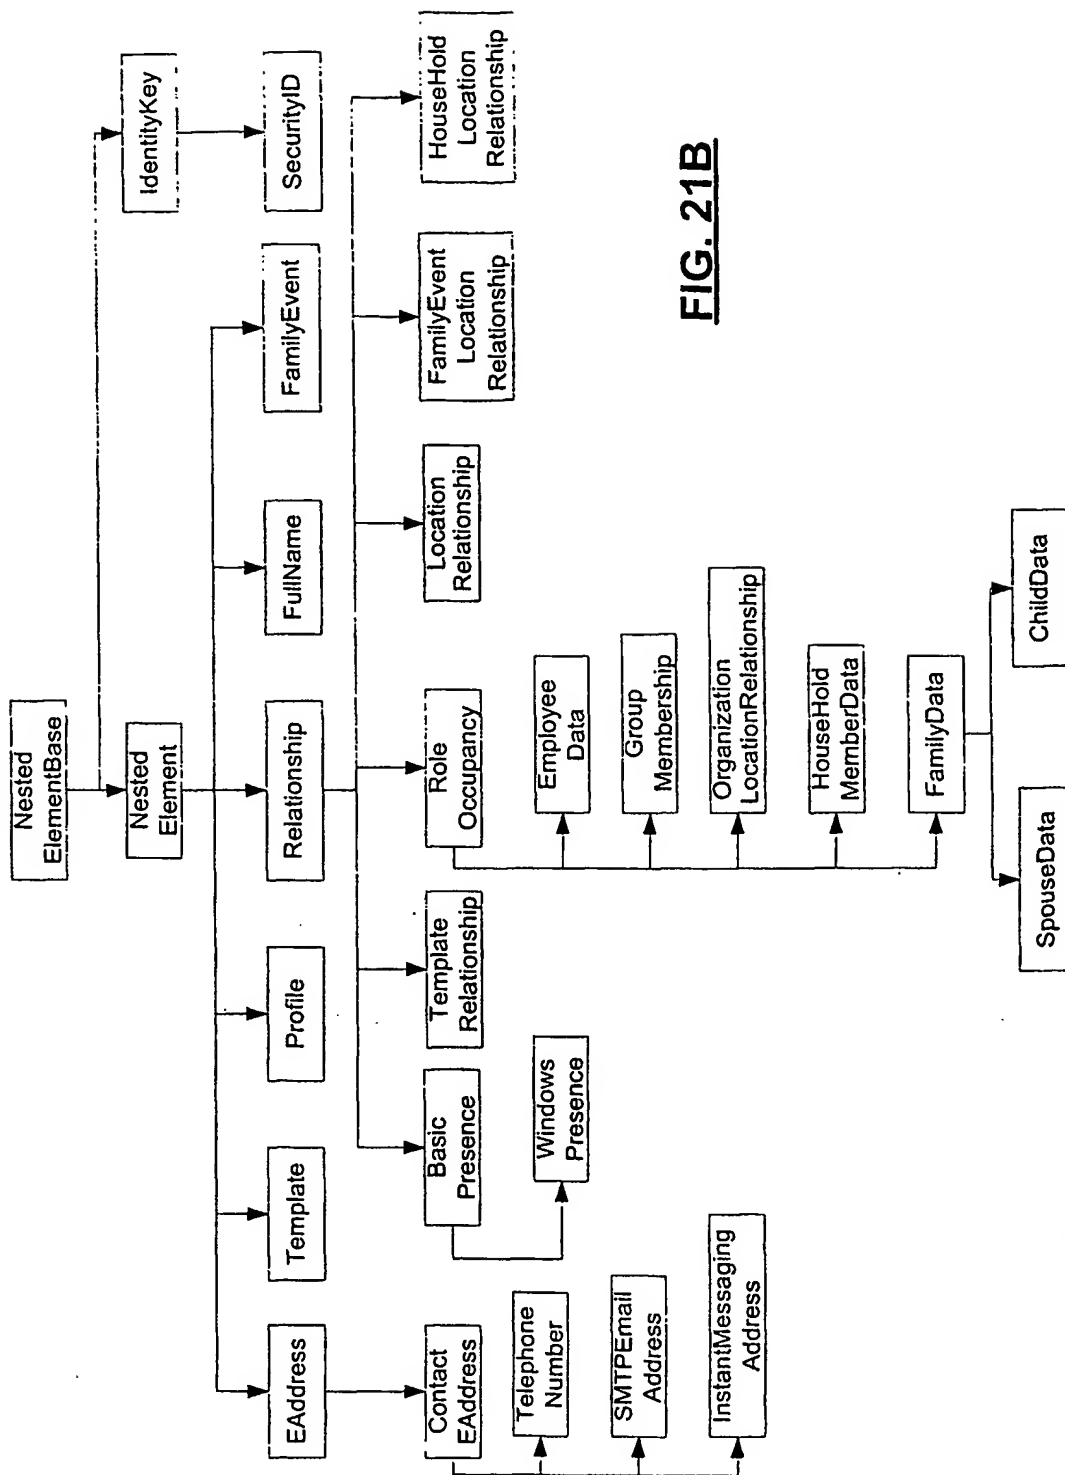 Nested
ElementBase
Nested
Element
IdentityKey
EAddress
Template
Profile
Relationship
FullName
FamilyEvent
SecurityID
Contact
EAddress
Basic
Presence
Template
Relationship
Role
Occupancy
Location
Relationship
FamilyEvent
Location
Relationship
HouseHold
Location
Relationship
Telephone
Number
SMTPEmail
Address
InstantMessaging
Address
Windows
Presence
Employee
Data
Group
Membership
Organization
LocationRelationship
HouseHold
MemberData
FamilyData
SpouseData
ChildData
FIG. 21B